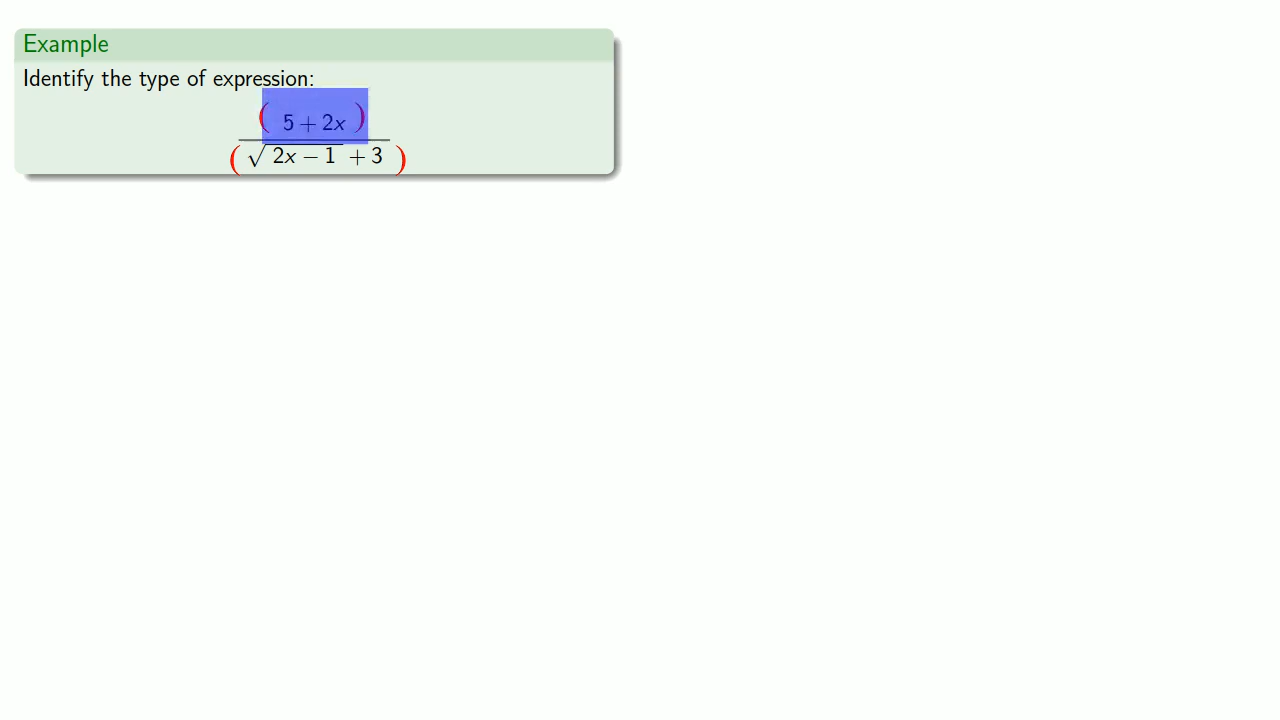 Example
Identify the type of expression:
( 5 + 2x )
( √2x − 1 + 3 )